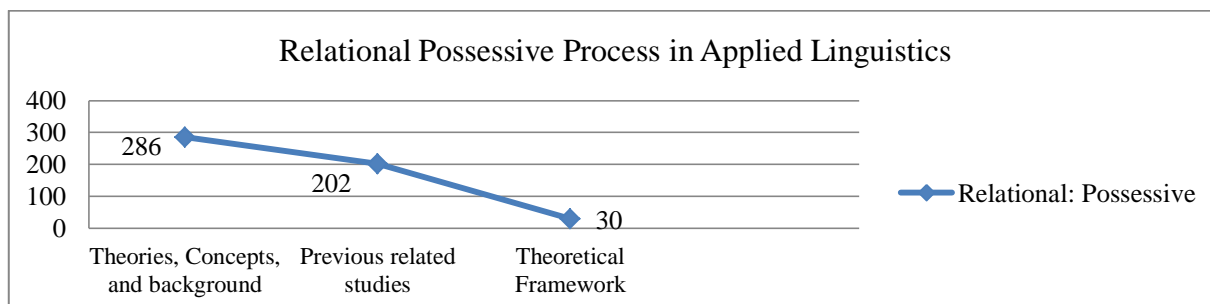 Relational Possessive Process in Applied Linguistics
400
300
200
100
0
286
202
30
Theories, Concepts,
and background
Previous related
studies
Theoretical
Framework
Relational: Possessive